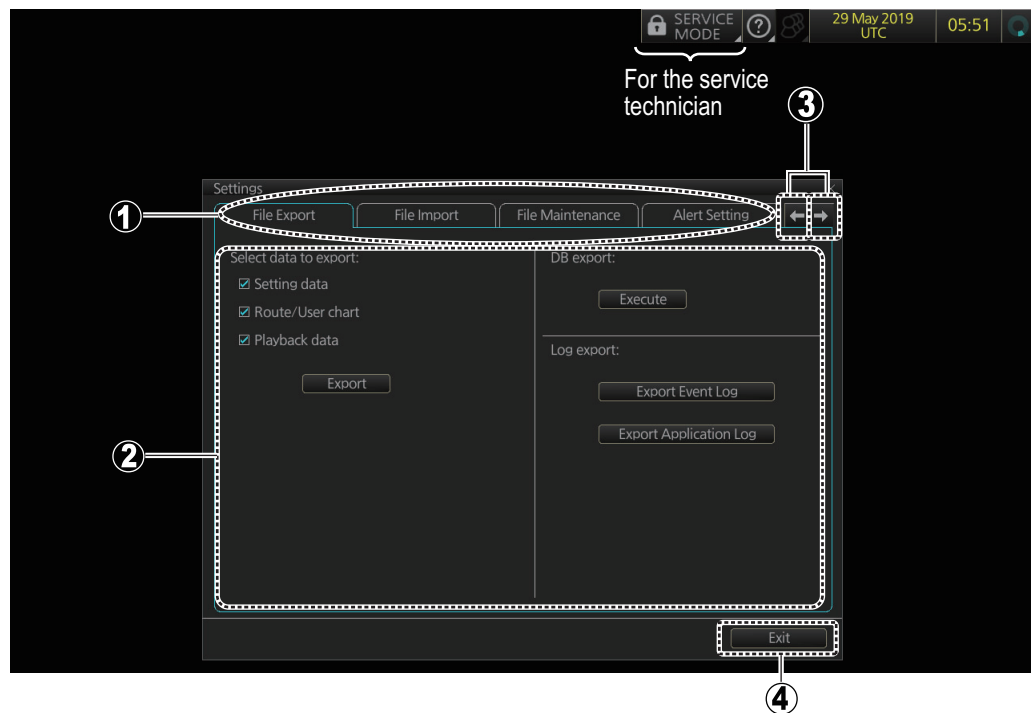 SERVICE
MODE
?
29 May 2019
UTC
05:51
For the service
technician
3
Settings
1
File Export
File Import
File Maintenance
Alert Setting
Select data to export:
DB export:
Setting data
Execute
Route/User chart
Playback data
Log export:
Export
Export Event Log
Export Application Log
2
Exit
4